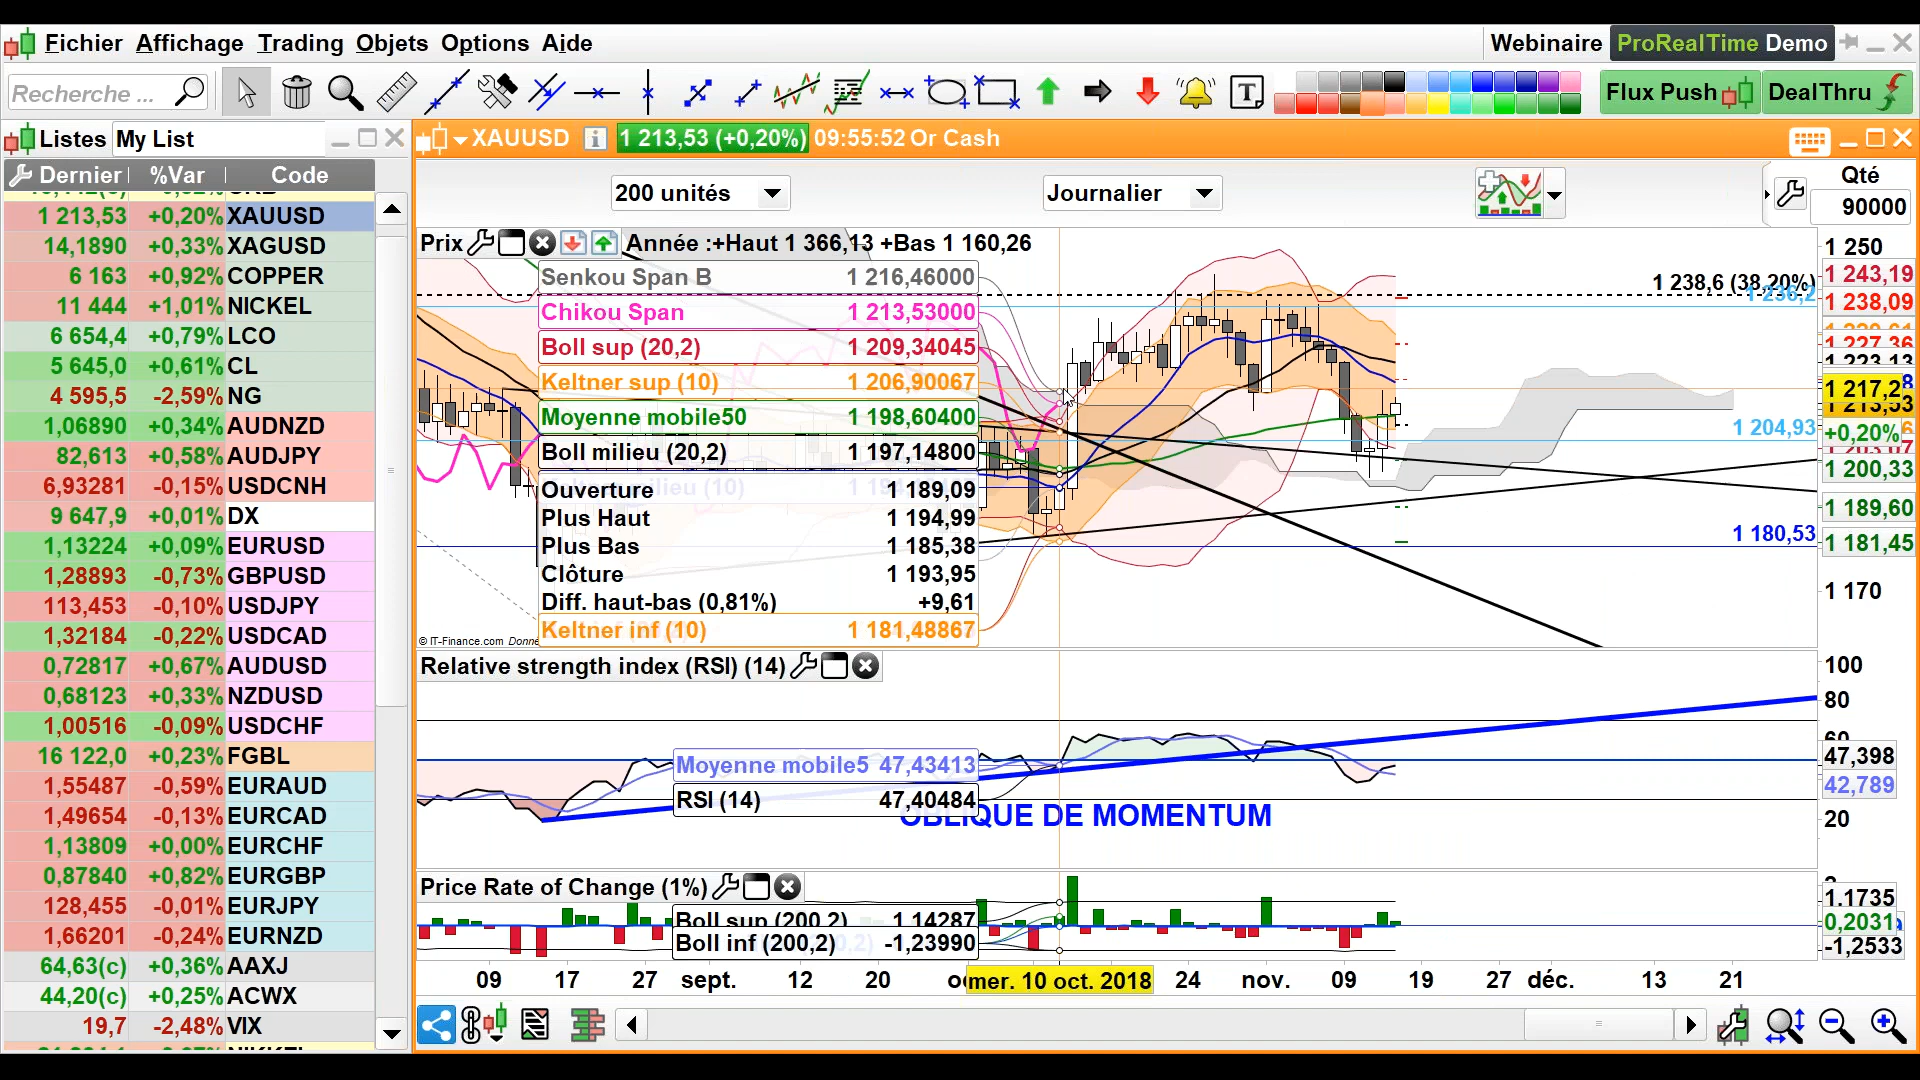 Fichier Affichage Trading Objets Options Aide
Webinaire ProRealTime Demo
Recherche ...
T
Flux Push DealThru
Listes My List
XAUUSD i 1 213,53 (+0,20%) 09:55:52 Or Cash
Dernier %Var Code
1 213,53 +0,20% XAUUSD
14,1890 +0,33% XAGUSD
6 163 +0,92% COPPER
11 444 +1,01% NICKEL
6 654,4 +0,79% LCO
5 645,0 +0,61% CL
4 595,5 -2,59% NG
1,06890 +0,34% AUDNZD
82,613 +0,58% AUDJPY
6,93281 -0,15% USDCNH
9 647,9 +0,01% DX
1,13224 +0,09% EURUSD
1,28893 -0,73% GBPUSD
113,453 -0,10% USDJPY
1,32184 -0,22% USDCAD
0,72817 +0,67% AUDUSD
0,68123 +0,33% NZDUSD
1,00516 -0,09% USDCHF
16 122,0 +0,23% FGBL
1,55487 -0,59% EURAUD
1,49654 -0,13% EURCAD
1,13809 +0,00% EURCHF
0,87840 +0,82% EURGBP
128,455 -0,01% EURJPY
1,66201 -0,24% EURNZD
64,63(c) +0,36% AAXJ
44,20(c) +0,25% ACWX
19,7 -2,48% VIX
200 unités
Journalier
Qté
90000
Prix Année :+Haut 1 366,13 +Bas 1 160,26
Senkou Span B 1 216,46000
Chikou Span 1 213,53000
Boll sup (20,2) 1 209,34045
Keltner sup (10) 1 206,90067
Moyenne mobile50 1 198,60400
Boll milieu (20,2) 1 197,14800
Ouverture 1 189,09
Plus Haut 1 194,99
Plus Bas 1 185,38
Clôture 1 193,95
Diff. haut-bas (0,81%) +9,61
Keltner inf (10) 1 181,48867
© IT-Finance.com Donne
1 238,6 (38,20%)
1 236,2
1 204,93
1 180,53
1 250
1 243,19
1 238,09
1 227,36
1 223,13
1 217,2
1 213,53
+0,20%
1 200,33
1 189,60
1 181,45
1 170
Relative strength index (RSI) (14)
Moyenne mobile5 47,43413
RSI (14) 47,40484
OBLIQUE DE MOMENTUM
100
80
60
47,398
42,789
20
Price Rate of Change (1%)
Boll sup (200,2) 1,14287
Boll inf (200,2) -1,23990
1,1735
0,2031
-1,2533
09 17 27 sept. 12 20 mer. 10 oct. 2018 24 nov. 09 19 27 déc. 13 21